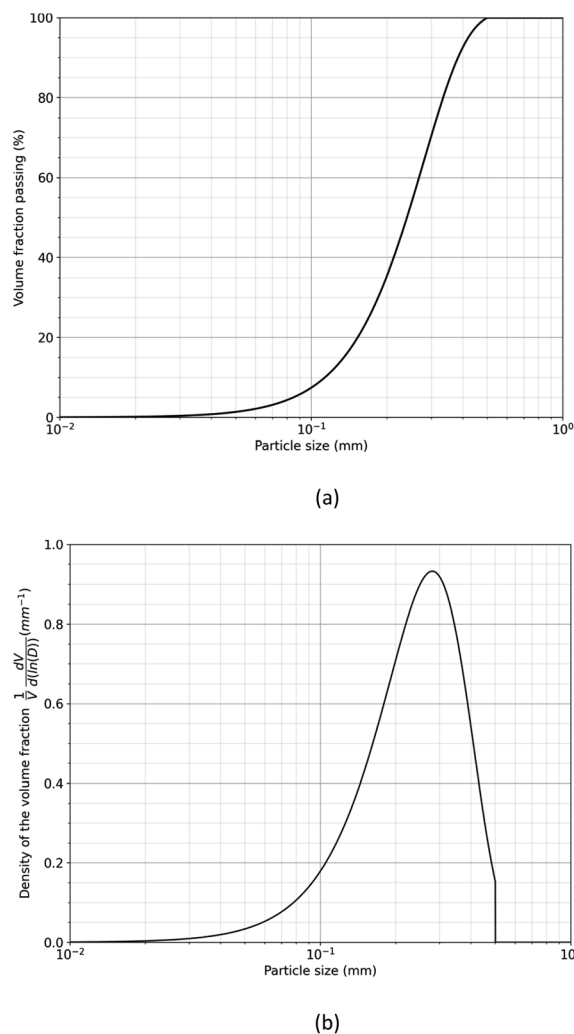 100
80
60
40
20
0
Volume fraction passing (%)
10⁻² 10⁻¹ 10⁰
Particle size (mm)
(a)
1.0
0.8
0.6
0.4
0.2
0.0
Density of the volume fraction 1/V dV/d(ln(D)) (mm⁻¹)
10⁻² 10⁻¹ 10
Particle size (mm)
(b)